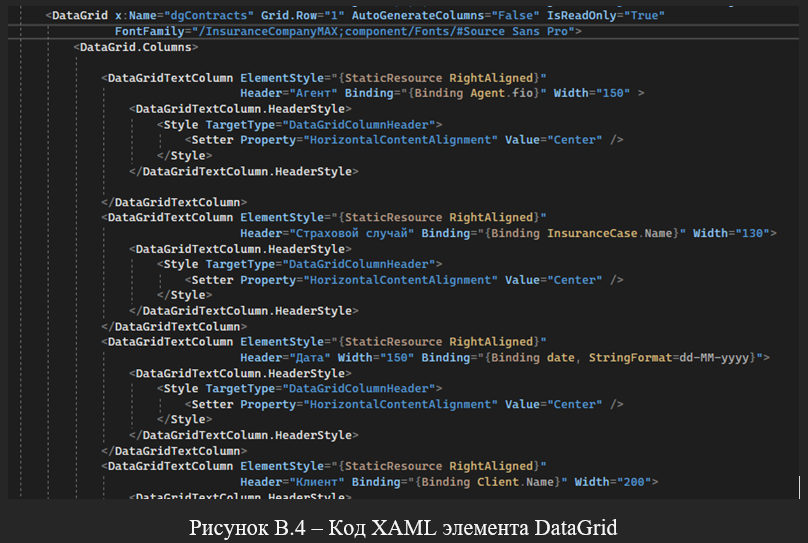 <DataGrid x:Name="dgContracts" Grid.Row="1" AutoGenerateColumns="False" IsReadOnly="True"
FontFamily="/InsuranceCompanyMAX;component/Fonts/#Source Sans Pro">
<DataGrid.Columns>
<DataGridTextColumn ElementStyle="{StaticResource RightAligned}"
Header="Агент" Binding="{Binding Agent.fio}" Width="150" >
<DataGridTextColumn.HeaderStyle>
<Style TargetType="DataGridColumnHeader">
<Setter Property="HorizontalContentAlignment" Value="Center" />
</Style>
</DataGridTextColumn.HeaderStyle>
</DataGridTextColumn>
<DataGridTextColumn ElementStyle="{StaticResource RightAligned}"
Header="Страховой случай" Binding="{Binding InsuranceCase.Name}" Width="130">
<DataGridTextColumn.HeaderStyle>
<Style TargetType="DataGridColumnHeader">
<Setter Property="HorizontalContentAlignment" Value="Center" />
</Style>
</DataGridTextColumn.HeaderStyle>
</DataGridTextColumn>
<DataGridTextColumn ElementStyle="{StaticResource RightAligned}"
Header="Дата" Width="150" Binding="{Binding date, StringFormat=dd-MM-yyyy}">
<DataGridTextColumn.HeaderStyle>
<Style TargetType="DataGridColumnHeader">
<Setter Property="HorizontalContentAlignment" Value="Center" />
</Style>
</DataGridTextColumn.HeaderStyle>
</DataGridTextColumn>
<DataGridTextColumn ElementStyle="{StaticResource RightAligned}"
Header="Клиент" Binding="{Binding Client.Name}" Width="200">
<DataGridTextColumn.HeaderStyle>
Рисунок В.4 – Код XAML элемента DataGrid